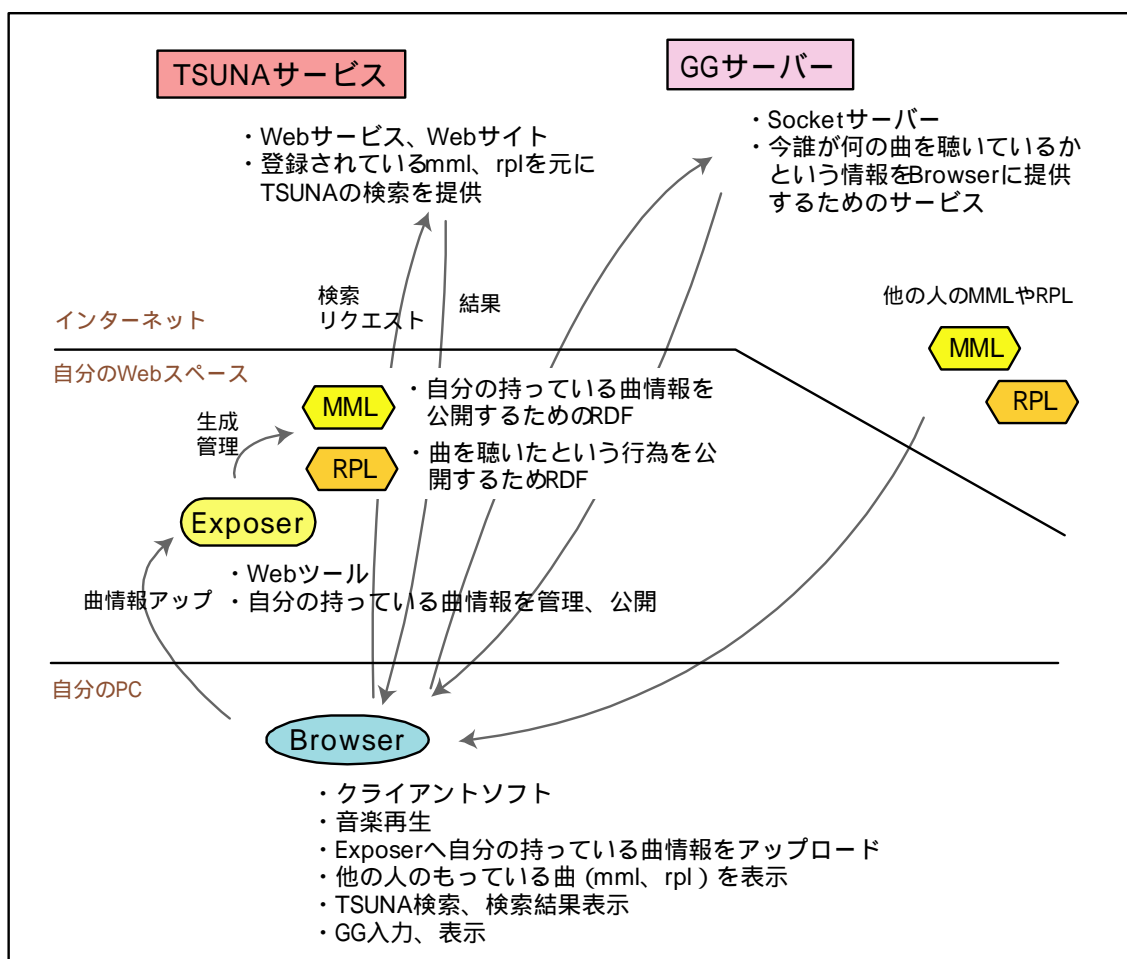 TSUNAサービス
・Webサービス、Webサイト
・登録されているmml、rplを元に
TSUNAの検索を提供
GGサーバー
・Socketサーバー
・今誰が何の曲を聴いているか
という情報をBrowserに提供
するためのサービス
検索
リクエスト
結果
他の人のMMLやRPL
MML
RPL
インターネット
自分のWebスペース
生成
管理
MML
・自分の持っている曲情報を
公開するためのRDF
RPL
・曲を聴いたという行為を公
開するためRDF
Exposer
・Webツール
・自分の持っている曲情報を管理、公開
曲情報アップ
自分のPC
Browser
・クライアントソフト
・音楽再生
・Exposerへ自分の持っている曲情報をアップロード
・他の人のもっている曲（mml、rpl）を表示
・TSUNA検索、検索結果表示
・GG入力、表示